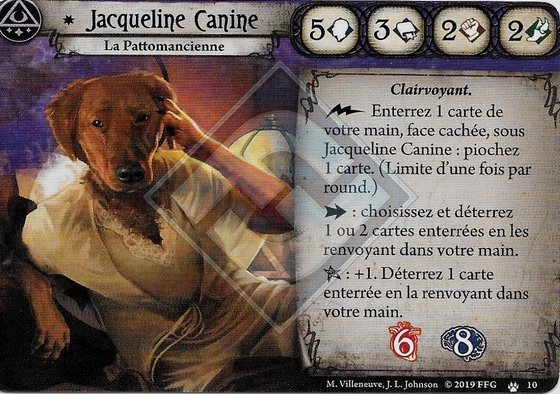 Jacqueline Canine
La Pattomancienne
5 3 2 2
Clairvoyant.
Enterrez 1 carte de
votre main, face cachée, sous
Jacqueline Canine : piochez
1 carte. (Limite d'une fois par
round.)
: choisissez et déterrez
1 ou 2 cartes enterrées en les
renvoyant dans votre main.
: +1. Déterrez 1 carte
enterrée en la renvoyant dans
votre main.
6 8
M. Villeneuve, J. L. Johnson © 2019 FFG 10